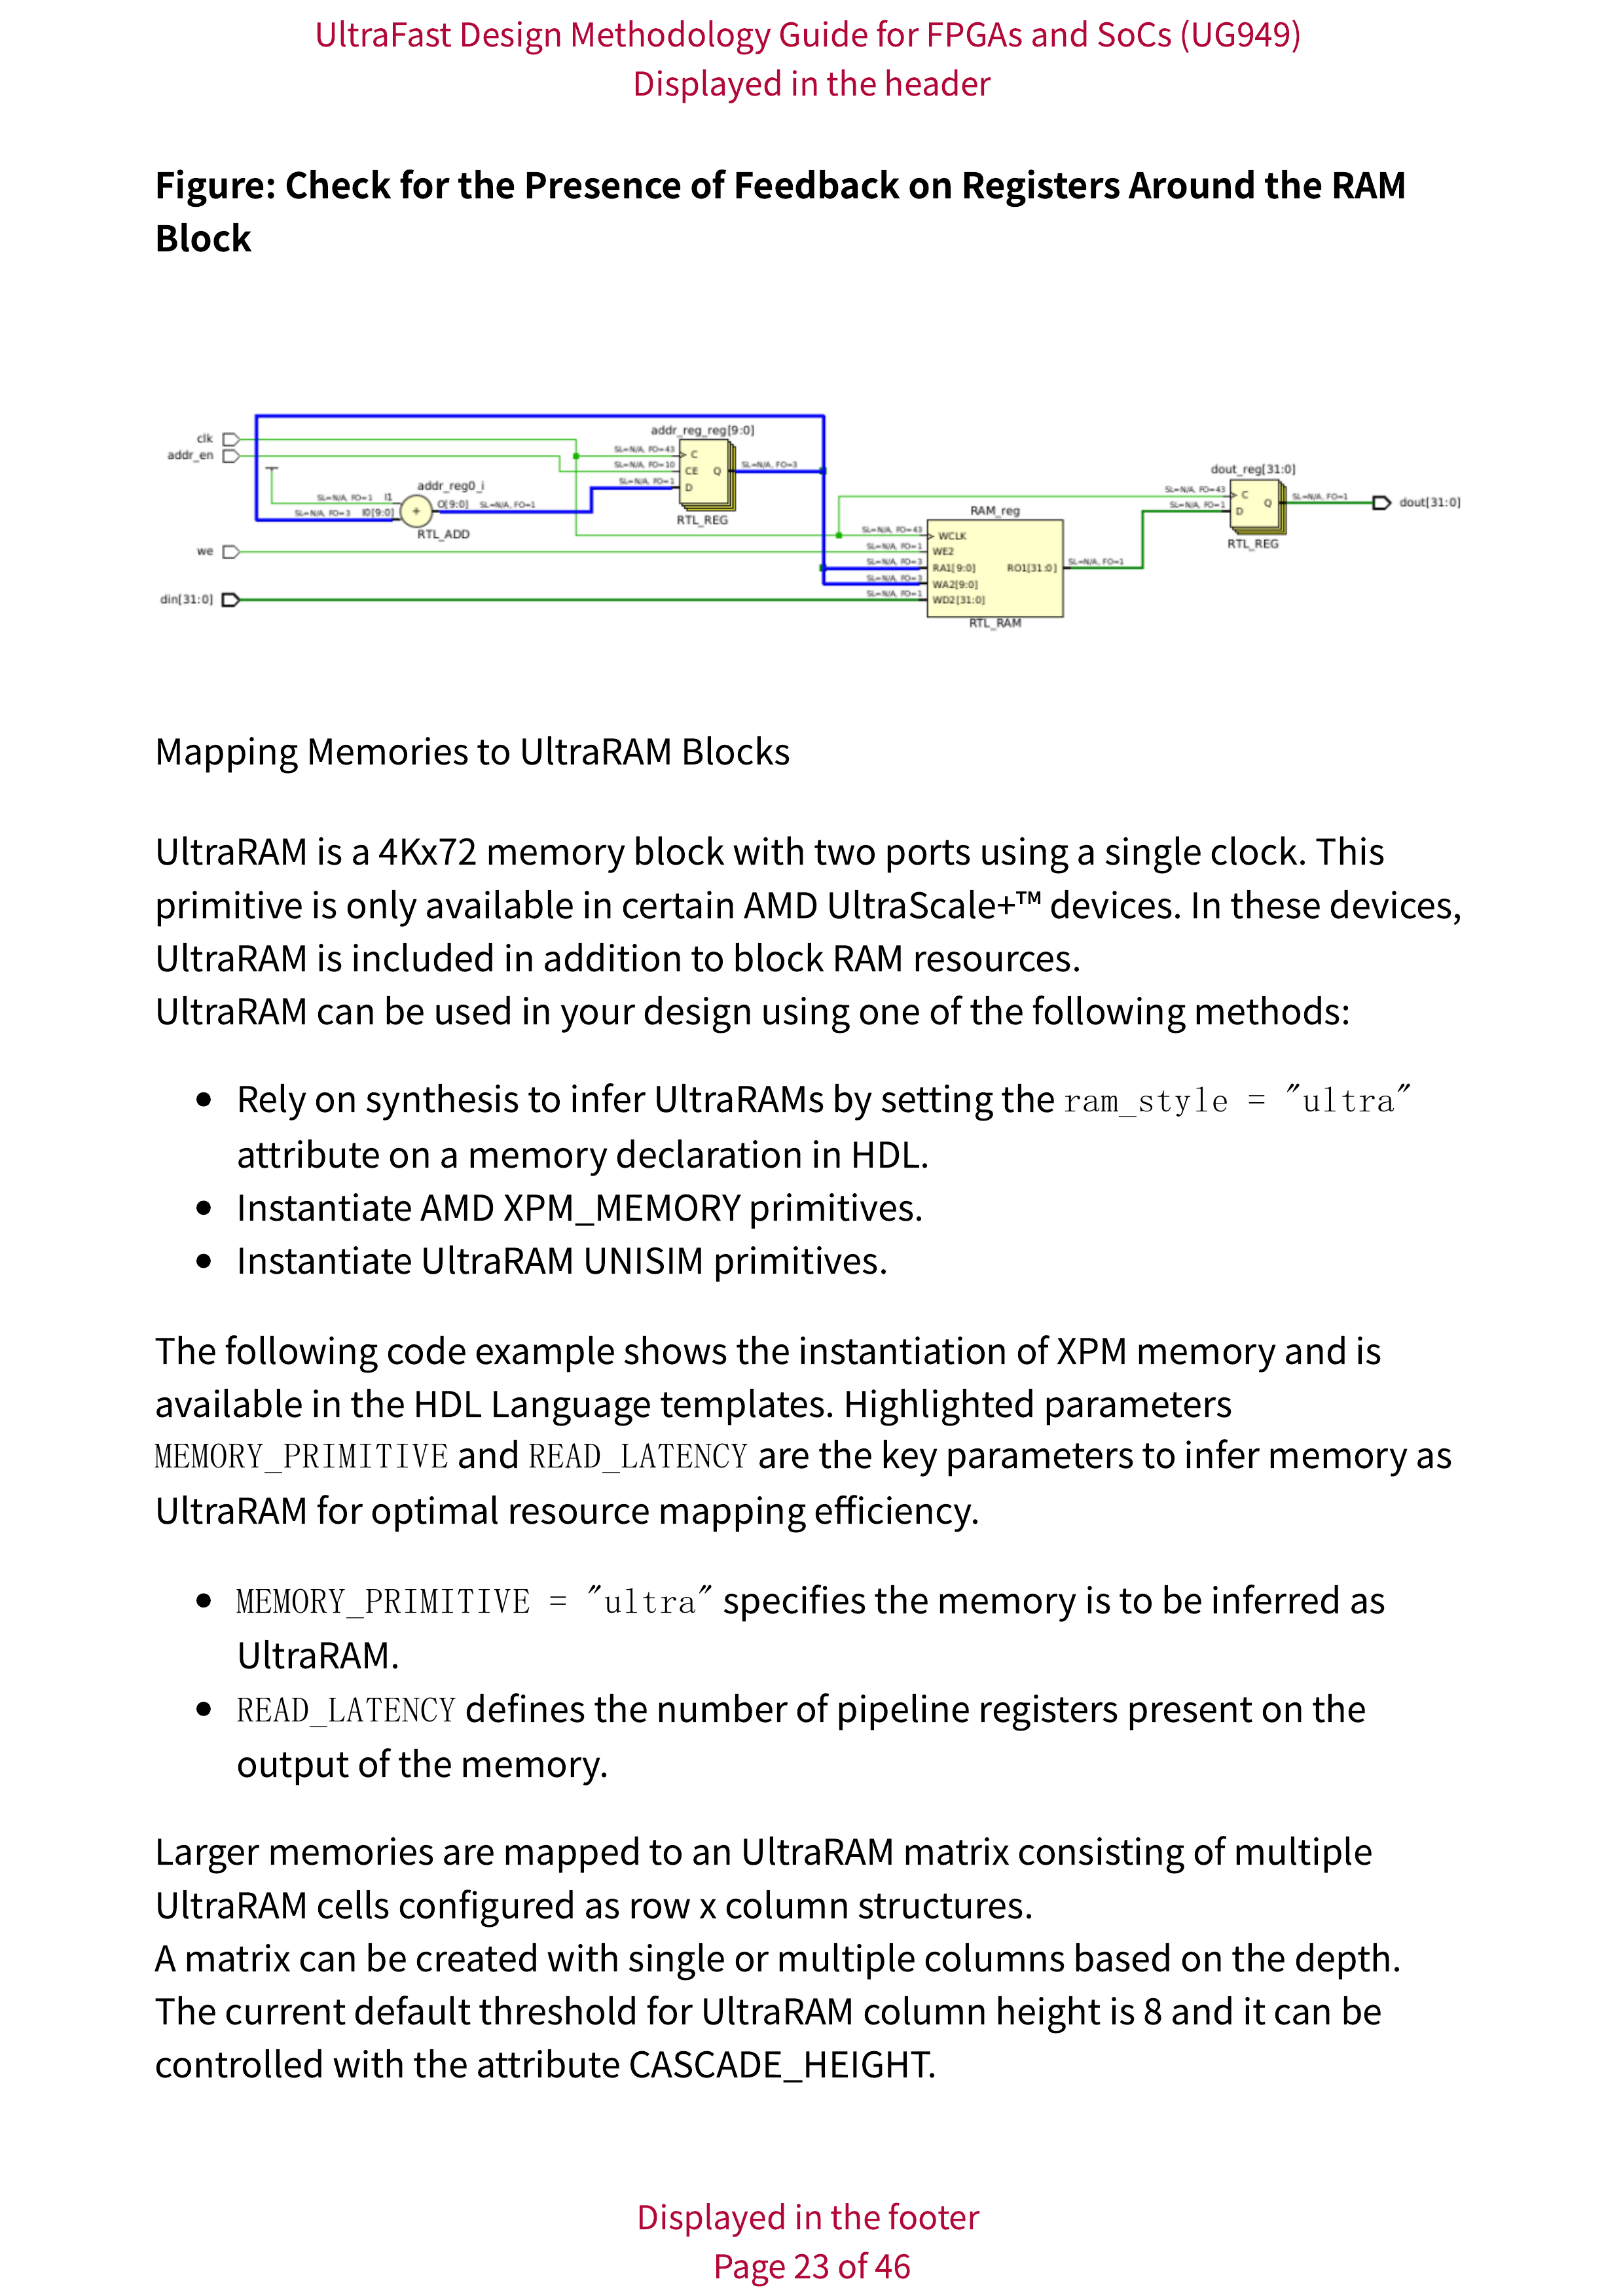 UltraFast Design Methodology Guide for FPGAs and SoCs (UG949)
Displayed in the header
Figure: Check for the Presence of Feedback on Registers Around the RAM
Block
clk
addr_en
we
din[31:0]
addr_reg0_i
SL=N/A, FO=1 I1
SL=N/A, FO=3 I0[9:0]
+
O[9:0] SL=N/A, FO=1
RTL_ADD
addr_reg_reg[9:0]
SL=N/A, FO=43 C
SL=N/A, FO=10 CE Q SL=N/A, FO=3
SL=N/A, FO=1 D
RTL_REG
RAM_reg
SL=N/A, FO=43 WCLK
SL=N/A, FO=1 WE2
SL=N/A, FO=3 RA1[9:0] RO1[31:0] SL=N/A, FO=1
SL=N/A, FO=3 WA2[9:0]
SL=N/A, FO=1 WD2[31:0]
RTL_RAM
dout_reg[31:0]
SL=N/A, FO=43 C
SL=N/A, FO=1 D Q SL=N/A, FO=1
RTL_REG
dout[31:0]
Mapping Memories to UltraRAM Blocks
UltraRAM is a 4Kx72 memory block with two ports using a single clock. This
primitive is only available in certain AMD UltraScale+™ devices. In these devices,
UltraRAM is included in addition to block RAM resources.
UltraRAM can be used in your design using one of the following methods:
• Rely on synthesis to infer UltraRAMs by setting the ram_style = "ultra"
attribute on a memory declaration in HDL.
• Instantiate AMD XPM_MEMORY primitives.
• Instantiate UltraRAM UNISIM primitives.
The following code example shows the instantiation of XPM memory and is
available in the HDL Language templates. Highlighted parameters
MEMORY_PRIMITIVE and READ_LATENCY are the key parameters to infer memory as
UltraRAM for optimal resource mapping efficiency.
• MEMORY_PRIMITIVE = "ultra" specifies the memory is to be inferred as
UltraRAM.
• READ_LATENCY defines the number of pipeline registers present on the
output of the memory.
Larger memories are mapped to an UltraRAM matrix consisting of multiple
UltraRAM cells configured as row x column structures.
A matrix can be created with single or multiple columns based on the depth.
The current default threshold for UltraRAM column height is 8 and it can be
controlled with the attribute CASCADE_HEIGHT.
Displayed in the footer
Page 23 of 46